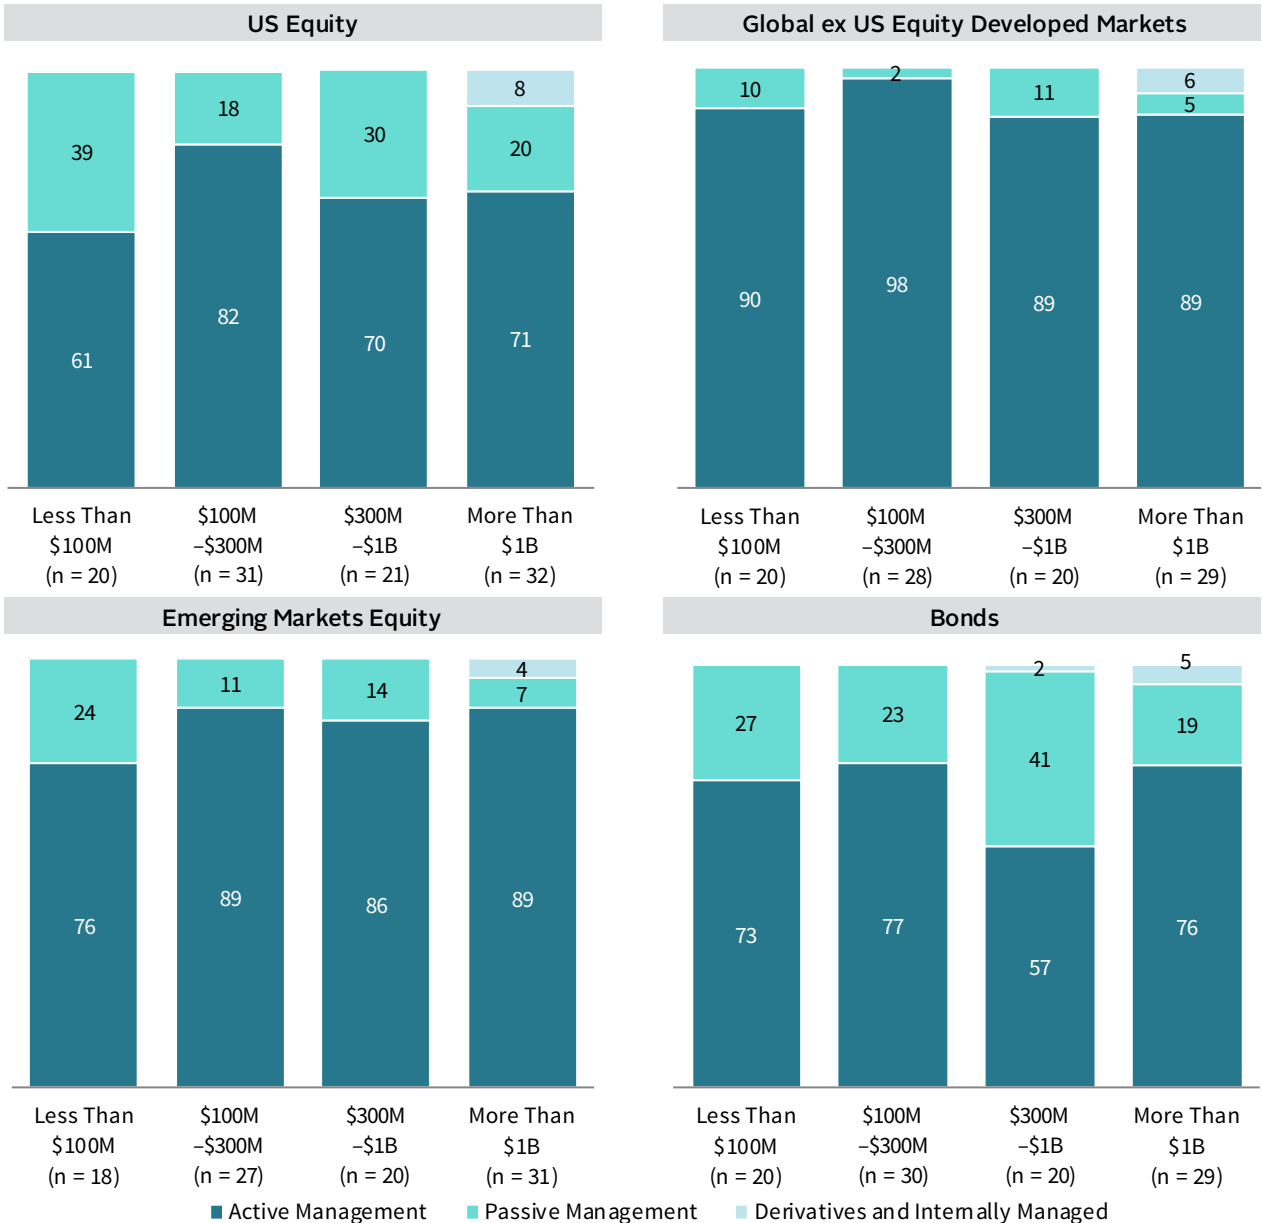 US Equity
39
18
30
8
20
61
82
70
71
Less Than
$100M
(n = 20)
$100M
–$300M
(n = 31)
$300M
–$1B
(n = 21)
More Than
$1B
(n = 32)
Global ex US Equity Developed Markets
10
2
11
6
5
90
98
89
89
Less Than
$100M
(n = 20)
$100M
–$300M
(n = 28)
$300M
–$1B
(n = 20)
More Than
$1B
(n = 29)
Emerging Markets Equity
24
11
14
4
7
76
89
86
89
Less Than
$100M
(n = 18)
$100M
–$300M
(n = 27)
$300M
–$1B
(n = 20)
More Than
$1B
(n = 31)
Bonds
27
23
2
41
5
19
73
77
57
76
Less Than
$100M
(n = 20)
$100M
–$300M
(n = 30)
$300M
–$1B
(n = 20)
More Than
$1B
(n = 29)
Active Management
Passive Management
Derivatives and Internally Managed